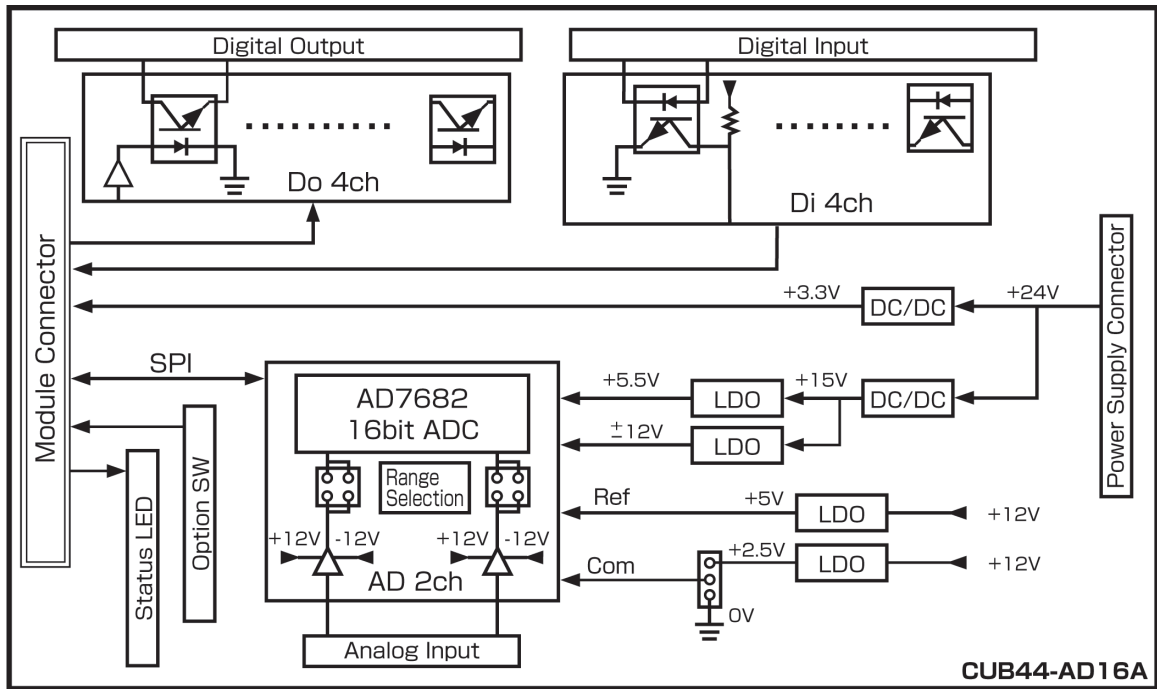 Digital Output
Digital Input
Do 4ch
Di 4ch
Module Connector
Power Supply Connector
+3.3V
DC/DC
+24V
SPI
AD7682
16bit ADC
+5.5V
LDO
+15V
DC/DC
±12V
LDO
Range
Selection
Ref
+5V
LDO
+12V
+12V
-12V
+12V
-12V
AD 2ch
Com
+2.5V
LDO
+12V
0V
Status LED
Option SW
Analog Input
CUB44-AD16A